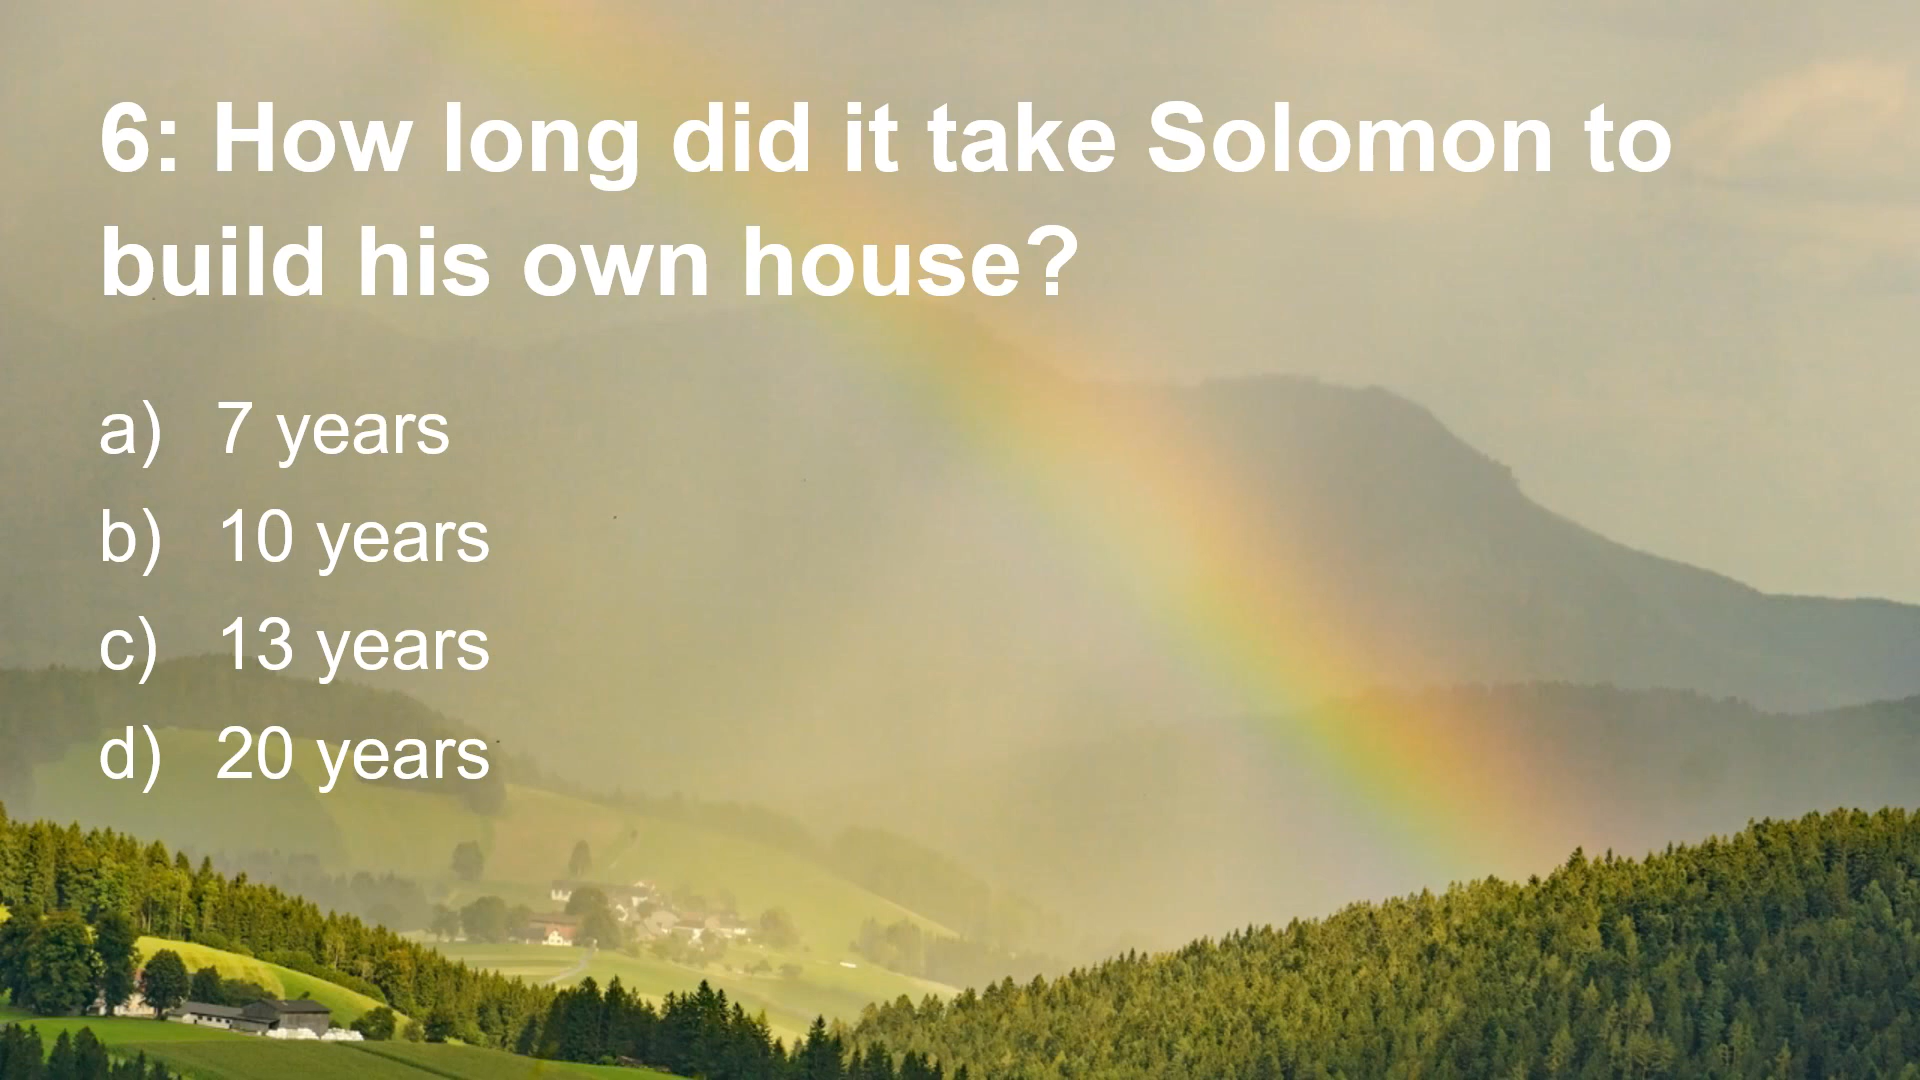 6: How long did it take Solomon to
build his own house?
a) 7 years
b) 10 years
c) 13 years
d) 20 years